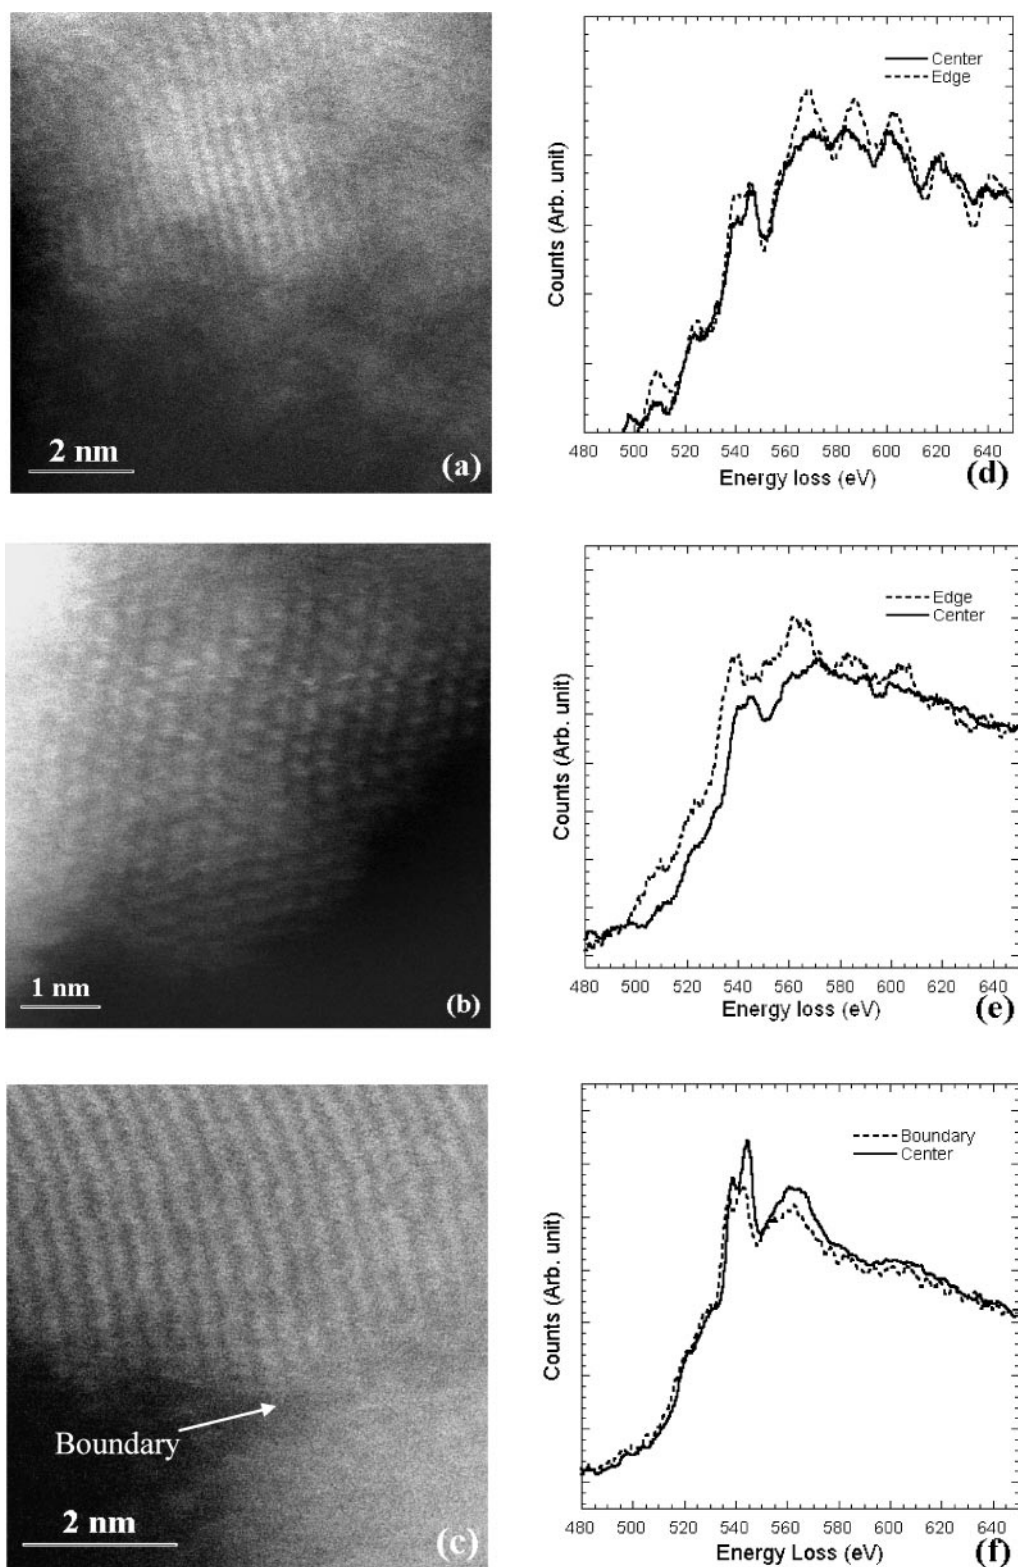 2 nm
(a)
Center
Edge
Counts (Arb. unit)
480 500 520 540 560 580 600 620 640
Energy loss (eV)
(d)
1 nm
(b)
Edge
Center
Counts (Arb. unit)
480 500 520 540 560 580 600 620 640
Energy loss (eV)
(e)
Boundary
2 nm
(c)
Boundary
Center
Counts (Arb. unit)
480 500 520 540 560 580 600 620 640
Energy Loss (eV)
(f)